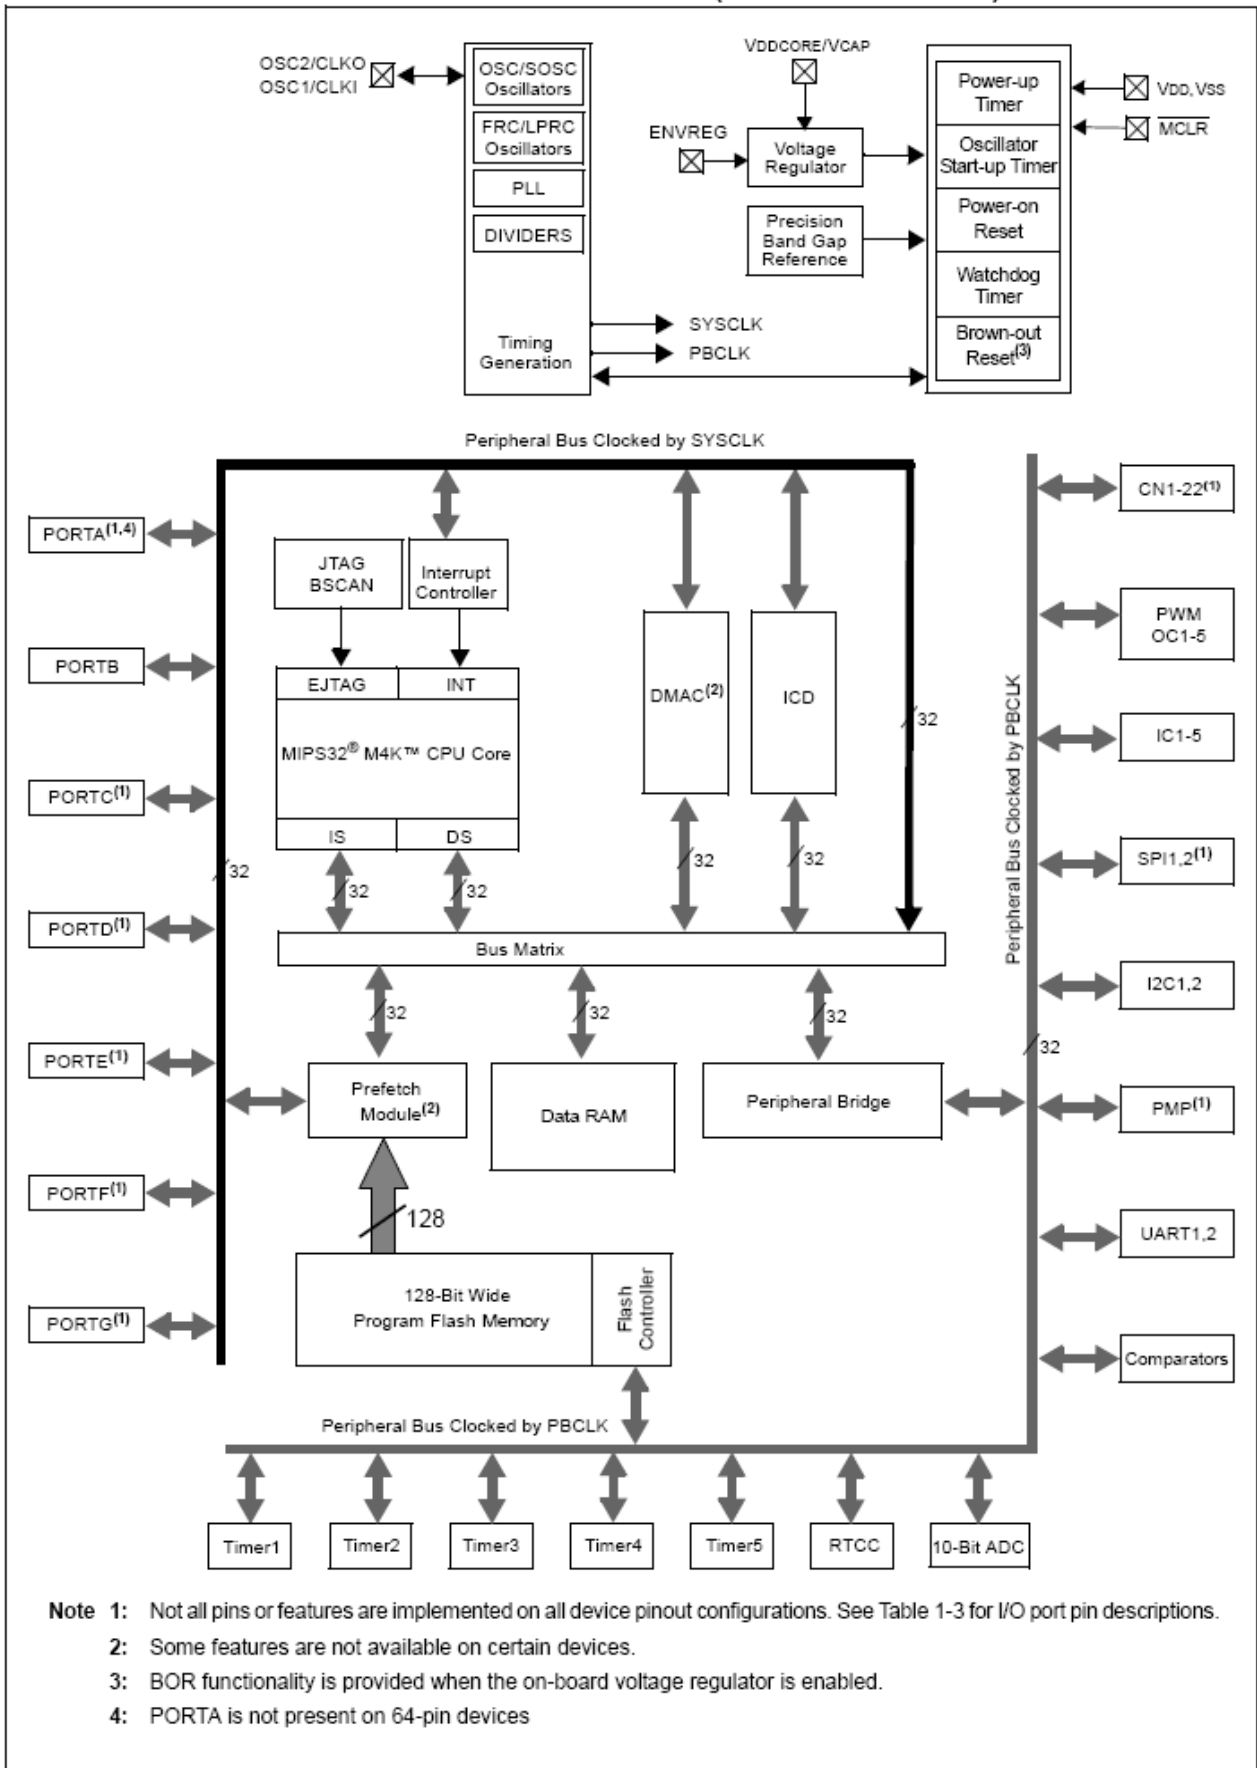 OSC2/CLKO
OSC1/CLKI
OSC/SOSC
Oscillators
FRC/LPRC
Oscillators
PLL
DIVIDERS
Timing
Generation
SYSCLK
PBCLK
VDDCORE/VCAP
ENVREG
Voltage
Regulator
Precision
Band Gap
Reference
Power-up
Timer
Oscillator
Start-up Timer
Power-on
Reset
Watchdog
Timer
Brown-out
Reset(3)
VDD, VSS
MCLR
Peripheral Bus Clocked by SYSCLK
PORTA(1,4)
PORTB
PORTC(1)
PORTD(1)
PORTE(1)
PORTF(1)
PORTG(1)
32
JTAG
BSCAN
Interrupt
Controller
EJTAG
INT
MIPS32® M4K™ CPU Core
IS
DS
32
32
DMAC(2)
ICD
32
32
32
Bus Matrix
32
32
32
Prefetch
Module(2)
Data RAM
Peripheral Bridge
128
128-Bit Wide
Program Flash Memory
Flash
Controller
Peripheral Bus Clocked by PBCLK
32
CN1-22(1)
PWM
OC1-5
IC1-5
SPI1,2(1)
I2C1,2
PMP(1)
UART1,2
Comparators
Peripheral Bus Clocked by PBCLK
Timer1
Timer2
Timer3
Timer4
Timer5
RTCC
10-Bit ADC
Note 1: Not all pins or features are implemented on all device pinout configurations. See Table 1-3 for I/O port pin descriptions.
2: Some features are not available on certain devices.
3: BOR functionality is provided when the on-board voltage regulator is enabled.
4: PORTA is not present on 64-pin devices